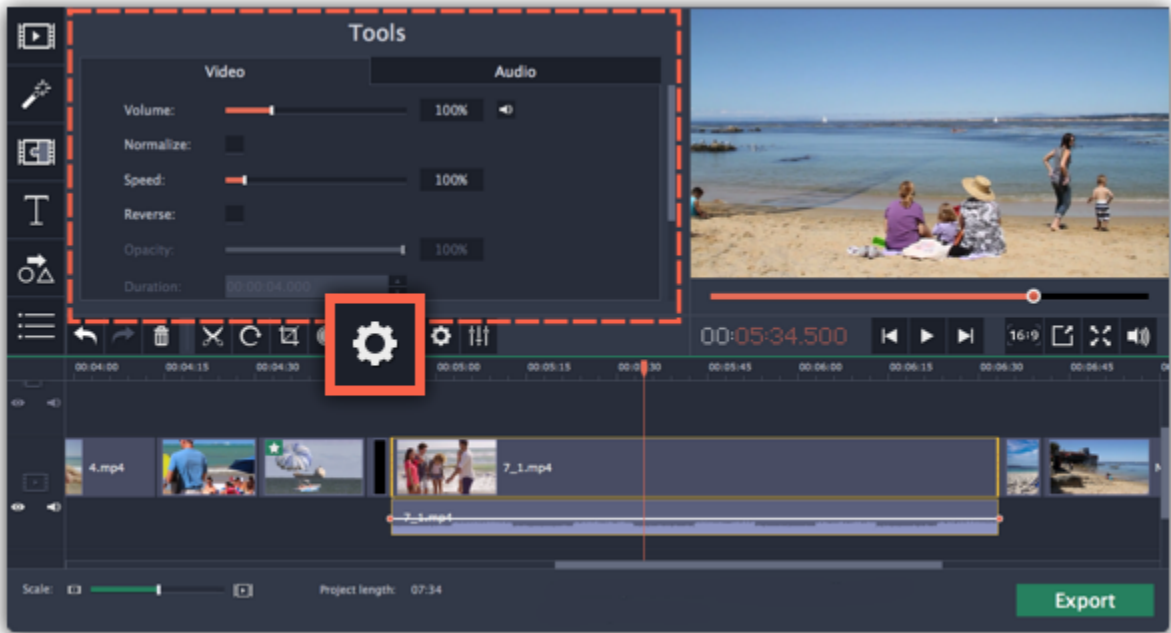 Tools
Video
Audio
Volume:
100%
Normalize:
Speed:
100%
Reverse:
Opacity:
100%
Duration:
00:00:04.000
T
00:05:34.500
16:9
00:04:00
00:04:15
00:04:30
00:05:00
00:05:15
00:05:45
00:06:00
00:06:15
00:06:30
00:06:45
4.mp4
7_1.mp4
7_1.mp4
Scale:
Project length: 07:34
Export